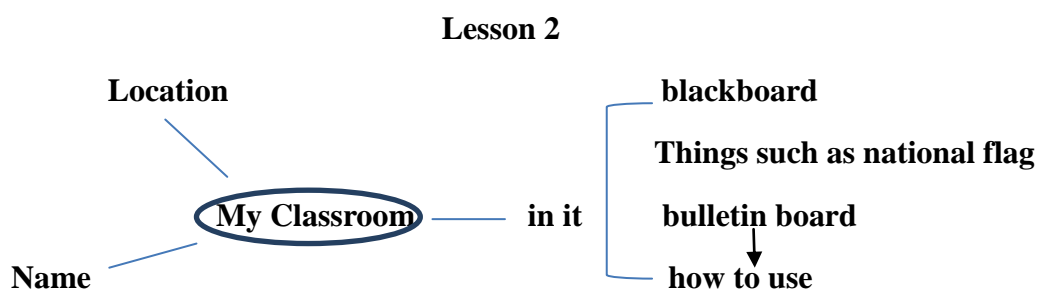 Lesson 2
Location
blackboard
Things such as national flag
My Classroom
in it
bulletin board
Name
how to use